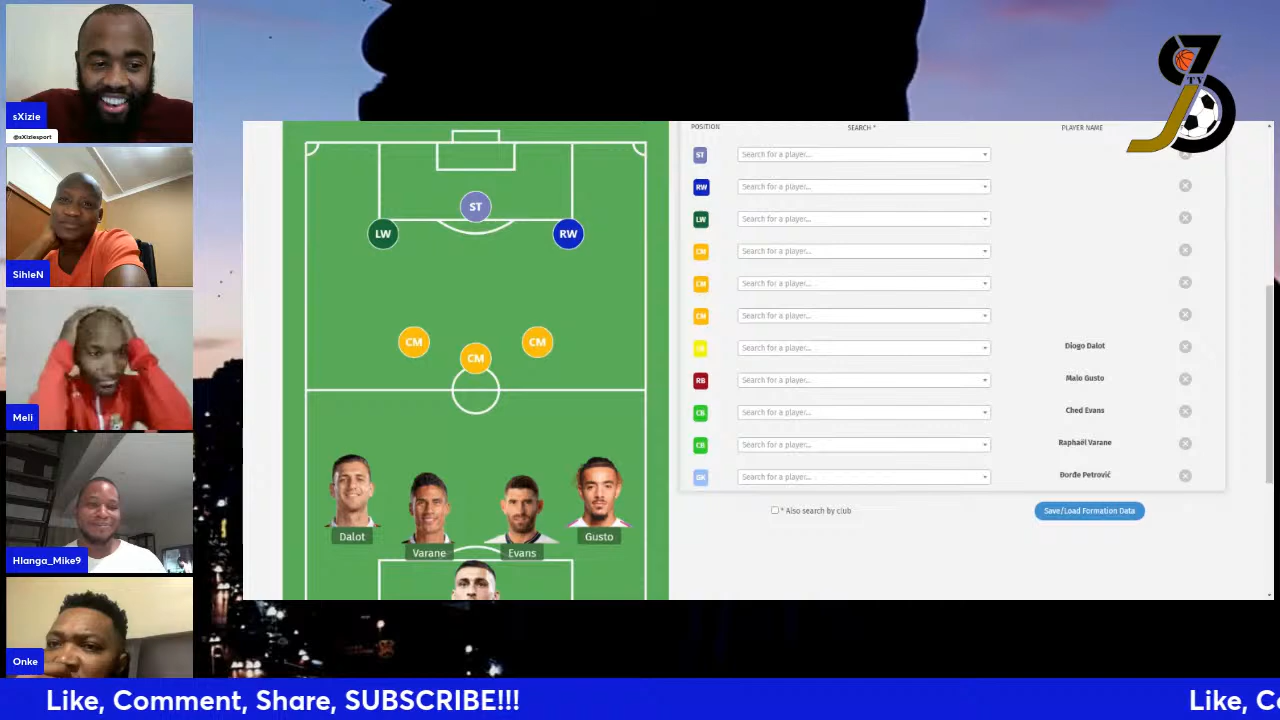 sXizie
@sXiziesport
SihleN
Meli
Hlanga_Mike9
Onke
TV
ST
LW
RW
CM
CM
CM
Dalot
Varane
Evans
Gusto
POSITION
SEARCH *
PLAYER NAME
ST Search for a player...
RW Search for a player...
LW Search for a player...
CM Search for a player...
CM Search for a player...
CM Search for a player...
Search for a player... Diogo Dalot
RB Search for a player... Malo Gusto
CB Search for a player... Ched Evans
CB Search for a player... Raphaël Varane
GK Search for a player... Đorđe Petrović
* Also search by club
Save/Load Formation Data
Like, Comment, Share, SUBSCRIBE!!!
Like, Co